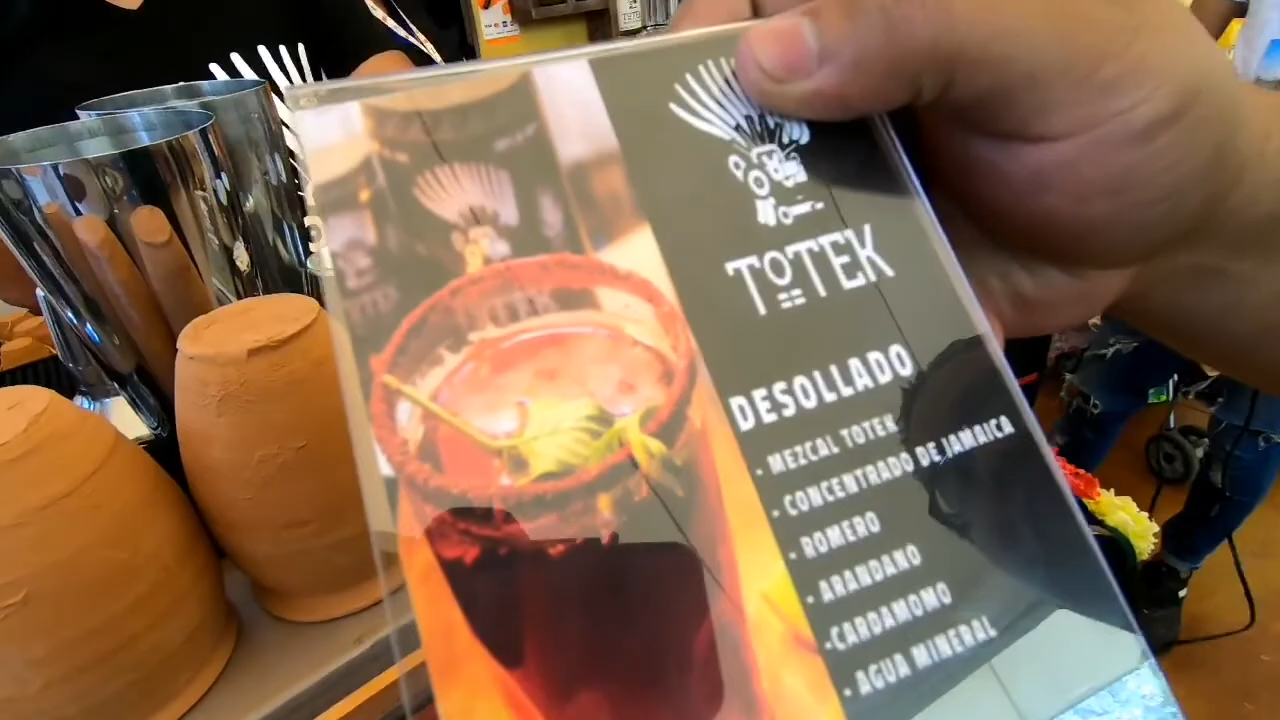 TOTEK
DESOLLADO
- MEZCAL TOTEK
- CONCENTRADO DE JAMAICA
- ROMERO
- ARANDANO
-CARDAMOMO
- AGUA MINERAL